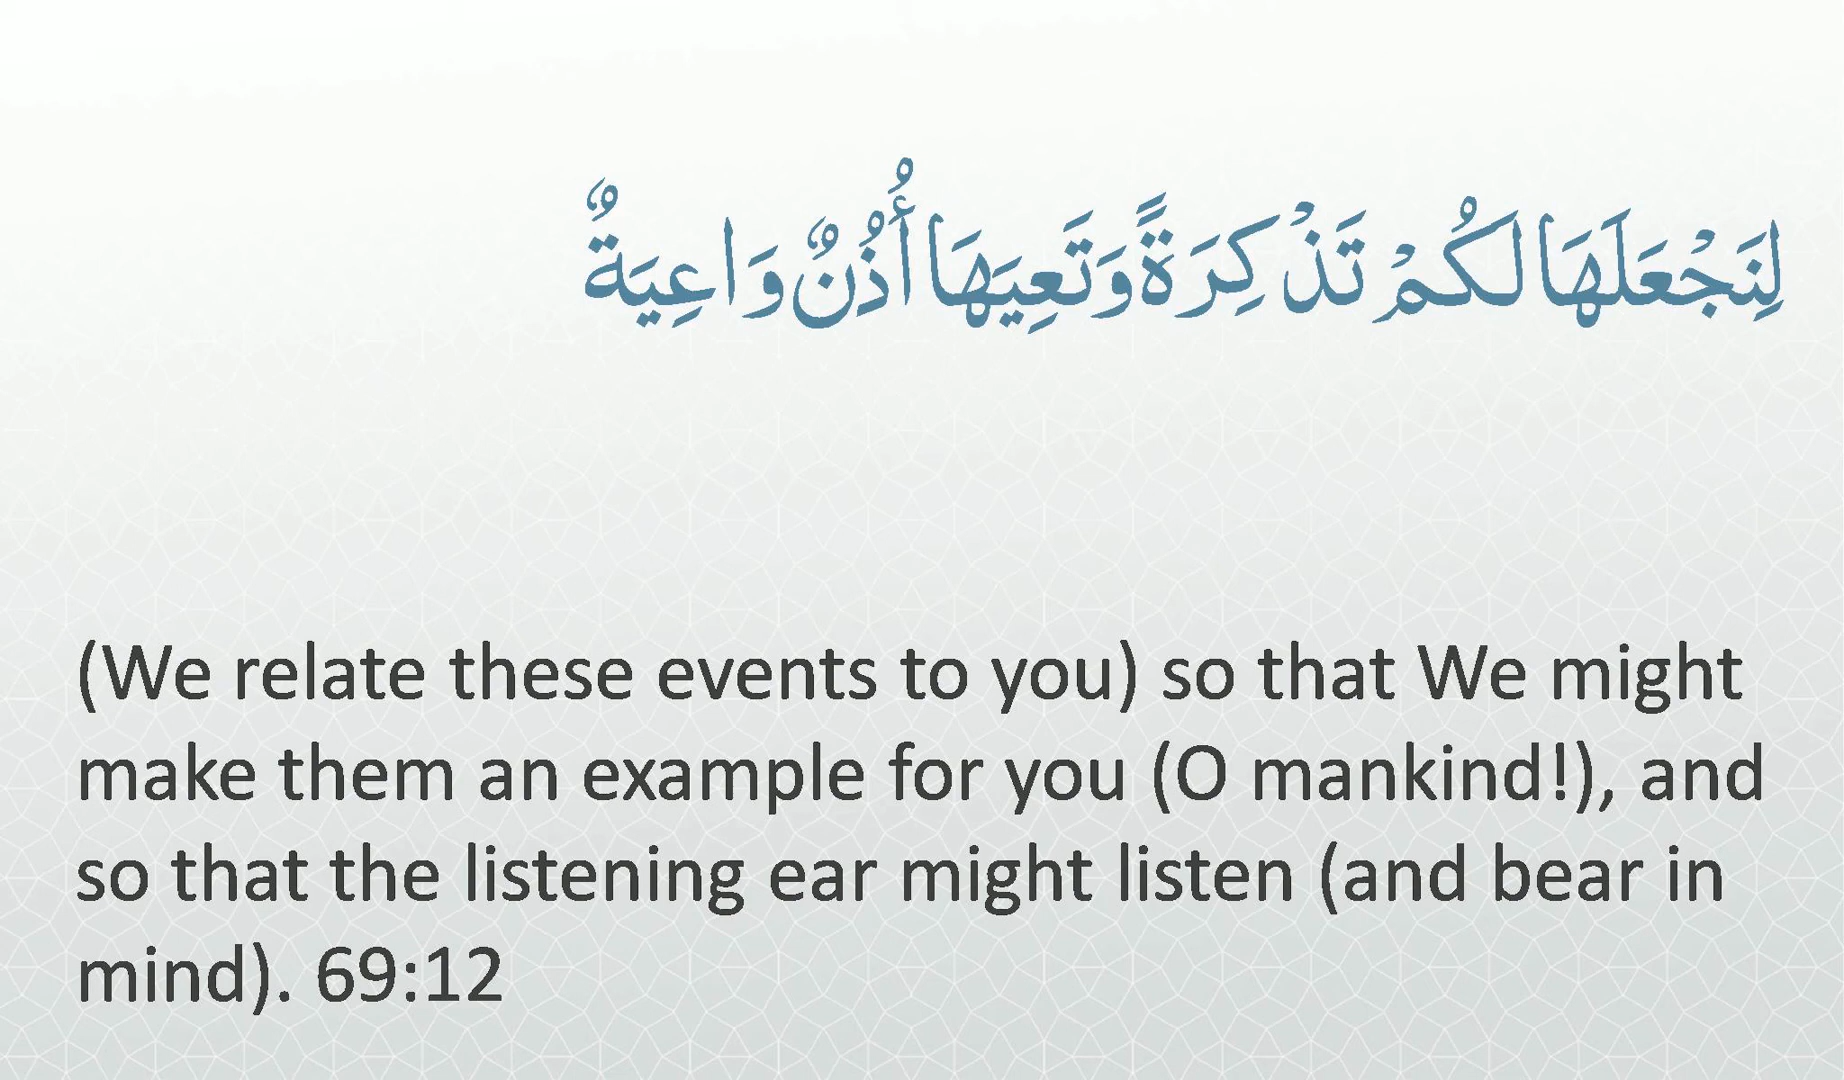 لِنَجْعَلَهَا لَكُمْ تَذْكِرَةً وَتَعِيَهَا أُذُنٌ وَاعِيَةٌ
(We relate these events to you) so that We might
make them an example for you (O mankind!), and
so that the listening ear might listen (and bear in
mind). 69:12